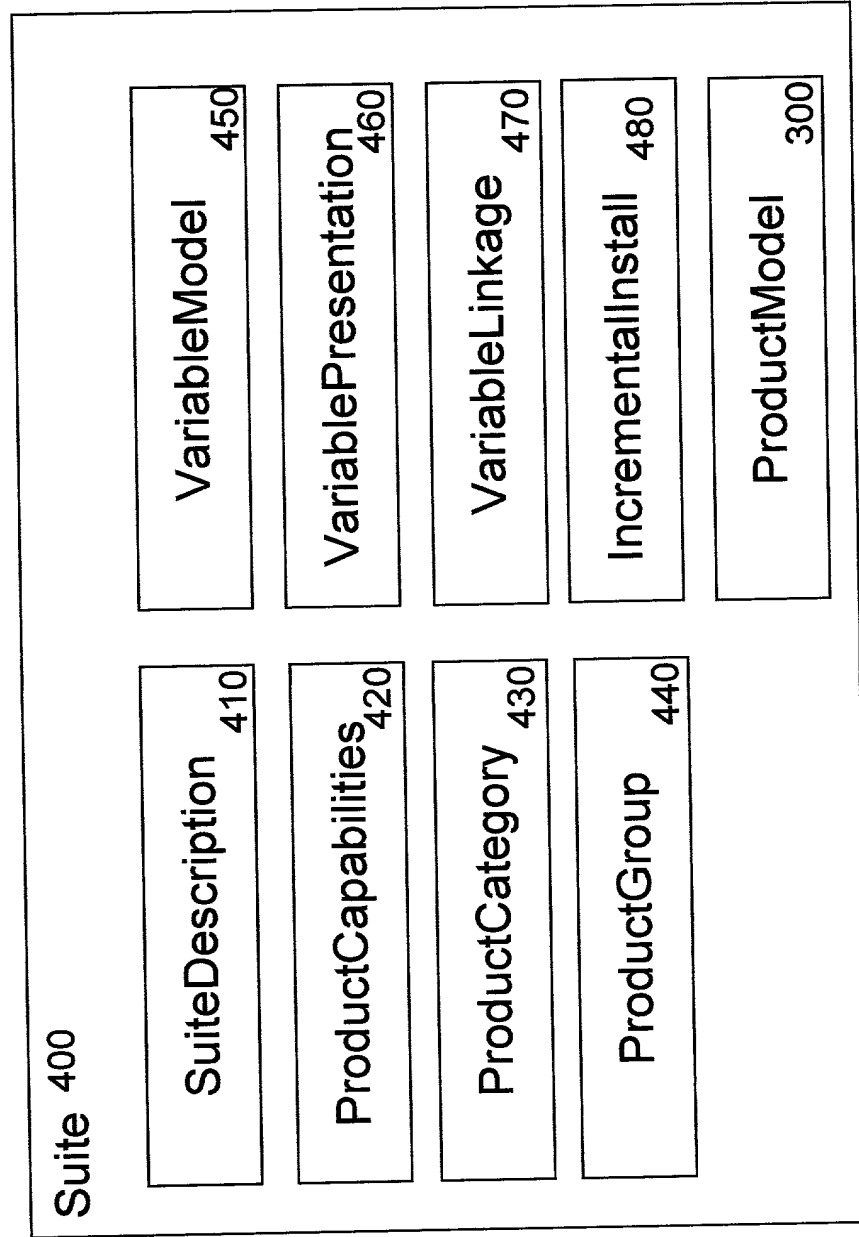 Suite 400
SuiteDescription
410
ProductCapabilities
420
ProductCategory
430
ProductGroup
440
VariableModel
450
VariablePresentation
460
VariableLinkage
470
IncrementalInstall
480
ProductModel
300